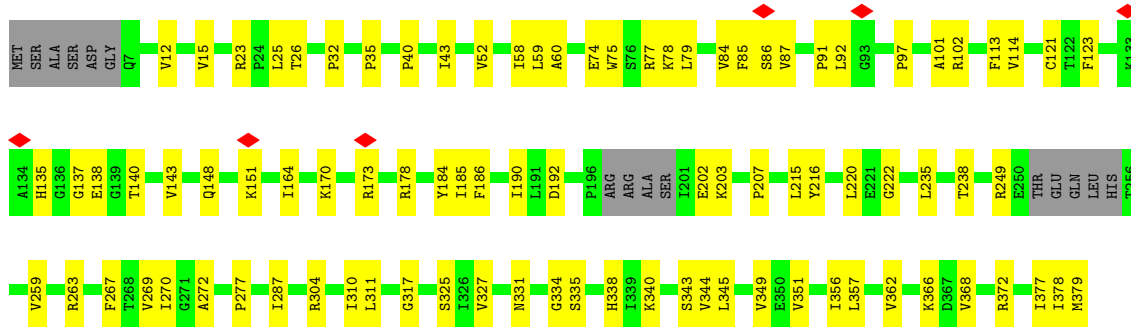 MET SER ALA SER ASP GLY Q7 V12 V15 R23 P24 L25 T26 P32 P35 P40 I43 V52 I58 L59 A60 E74 W75 S76 R77 K78 L79 V84 F85 S86 V87 P91 L92 G93 P97 A101 R102 F113 V114 C121 T122 F123 K133
A134 H135 G136 G137 E138 G139 T140 V143 Q148 K151 I164 K170 R173 R178 Y184 I185 F186 I190 L191 D192 P196 ARG ARG ALA SER I201 E202 K203 P207 L215 Y216 L220 E221 G222 L235 T238 R249 E250 THR GLU GLN LEU HIS T256
V259 R263 F267 T268 V269 I270 G271 A272 P277 I287 R304 I310 L311 G317 S325 I326 V327 N331 G334 S335 H338 I339 K340 S343 V344 L345 V349 E350 V351 I356 L357 V362 K366 D367 V368 R372 I377 I378 M379